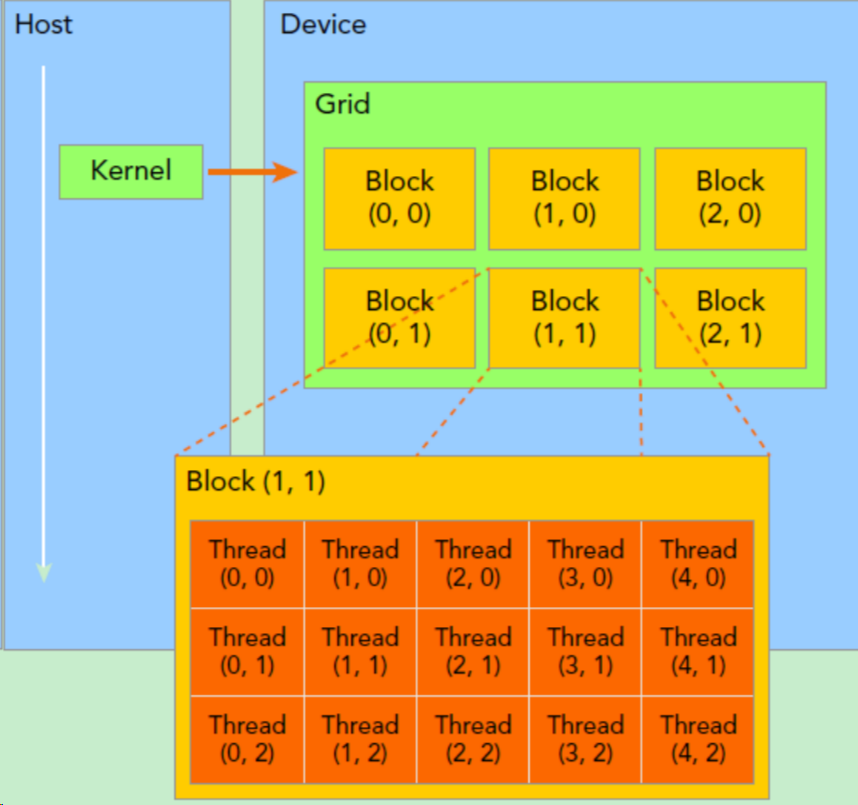 Host
Device
Grid
Kernel
Block
(0, 0)
Block
(1, 0)
Block
(2, 0)
Block
(0, 1)
Block
(1, 1)
Block
(2, 1)
Block (1, 1)
Thread
(0, 0)
Thread
(1, 0)
Thread
(2, 0)
Thread
(3, 0)
Thread
(4, 0)
Thread
(0, 1)
Thread
(1, 1)
Thread
(2, 1)
Thread
(3, 1)
Thread
(4, 1)
Thread
(0, 2)
Thread
(1, 2)
Thread
(2, 2)
Thread
(3, 2)
Thread
(4, 2)